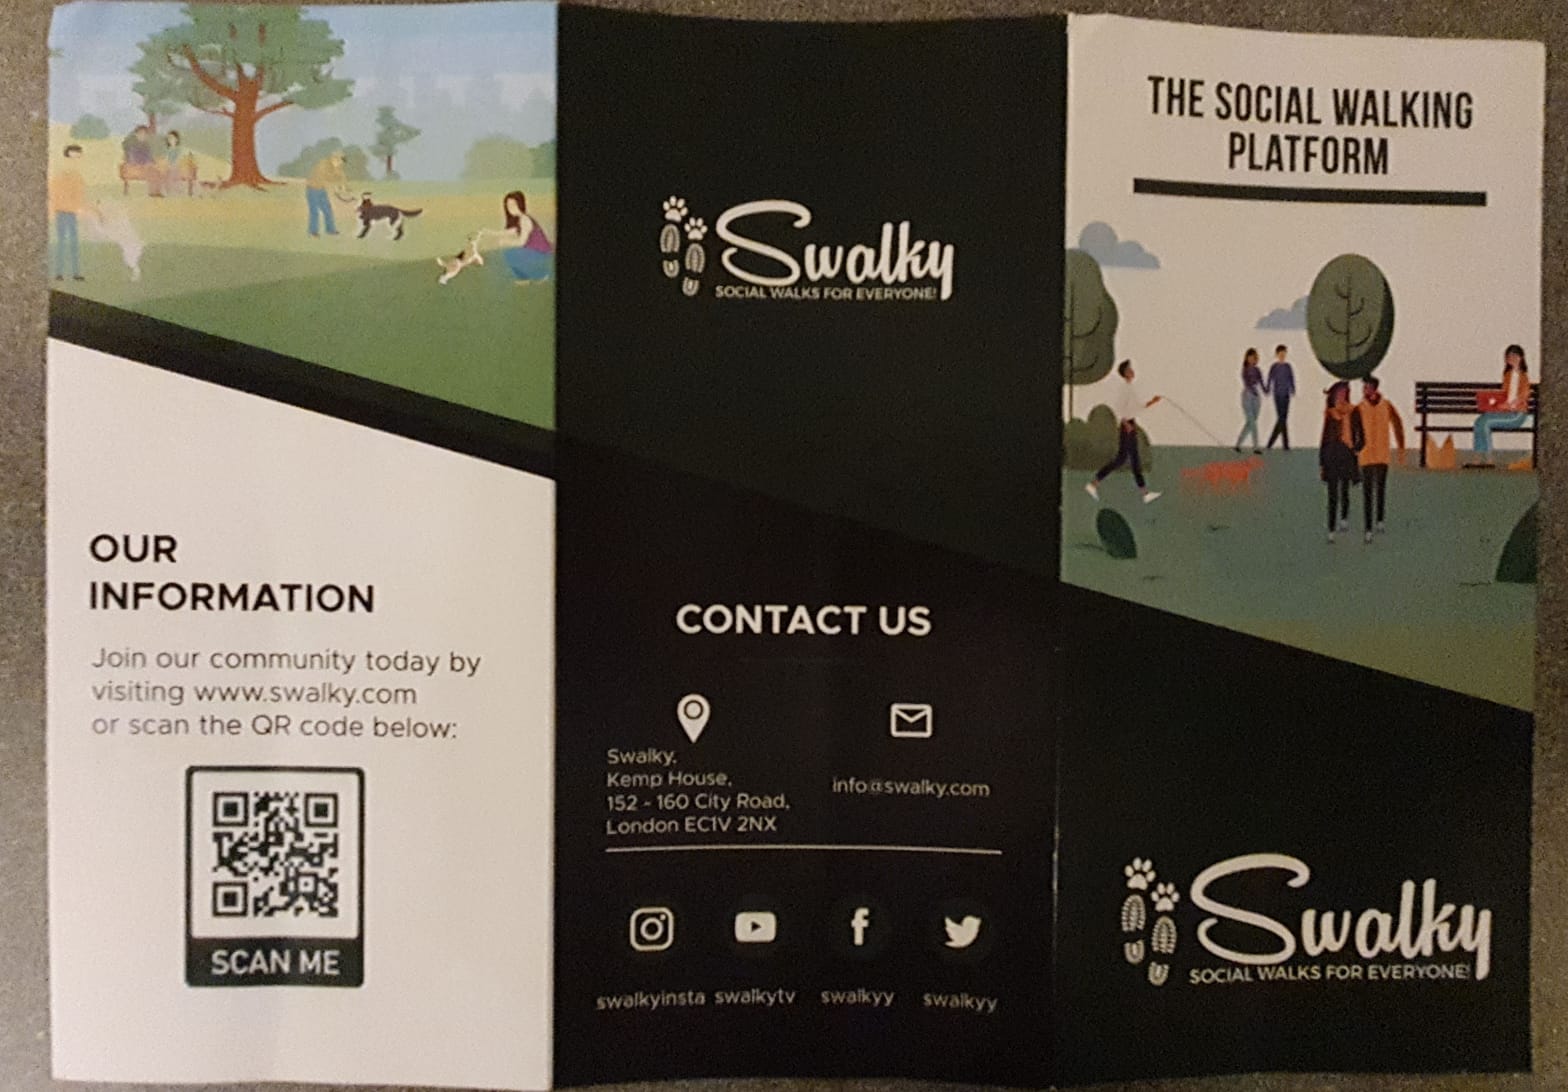 OUR
INFORMATION
Join our community today by
visiting www.swalky.com
or scan the QR code below:
SCAN ME
Swalky
SOCIAL WALKS FOR EVERYONE!
CONTACT US
Swalky,
Kemp House,
152 - 160 City Road,
London EC1V 2NX
info@swalky.com
swalkyinsta swalkytv swalkyy swalkyy
THE SOCIAL WALKING
PLATFORM
Swalky
SOCIAL WALKS FOR EVERYONE!